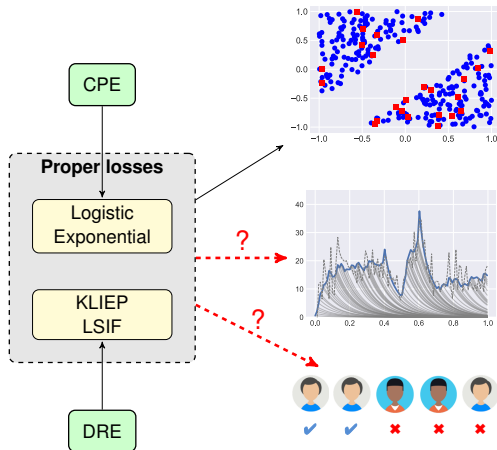 CPE
Proper losses
Logistic
Exponential
KLIEP
LSIF
DRE
1.0
0.5
0.0
−0.5
−1.0
−1.0 −0.5 0.0 0.5 1.0
?
40
30
20
10
0
0.0 0.2 0.4 0.6 0.8 1.0
?